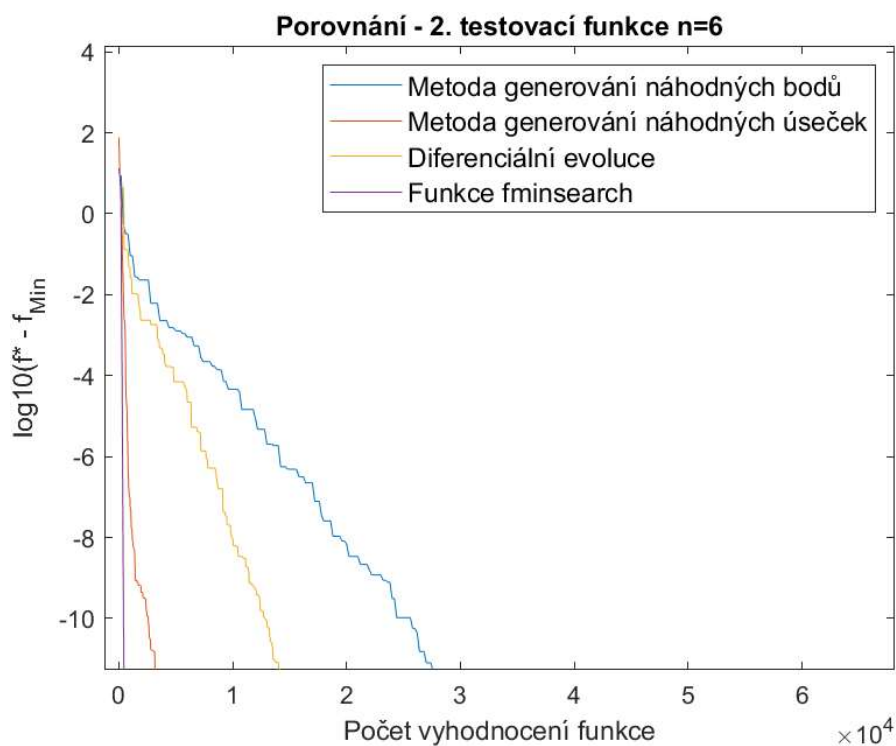 Porovnání - 2. testovací funkce n=6
Metoda generování náhodných bodů
Metoda generování náhodných úseček
Diferenciální evoluce
Funkce fminsearch
log10(f* - f_Min)
4
2
0
-2
-4
-6
-8
-10
0 1 2 3 4 5 6
×10^4
Počet vyhodnocení funkce